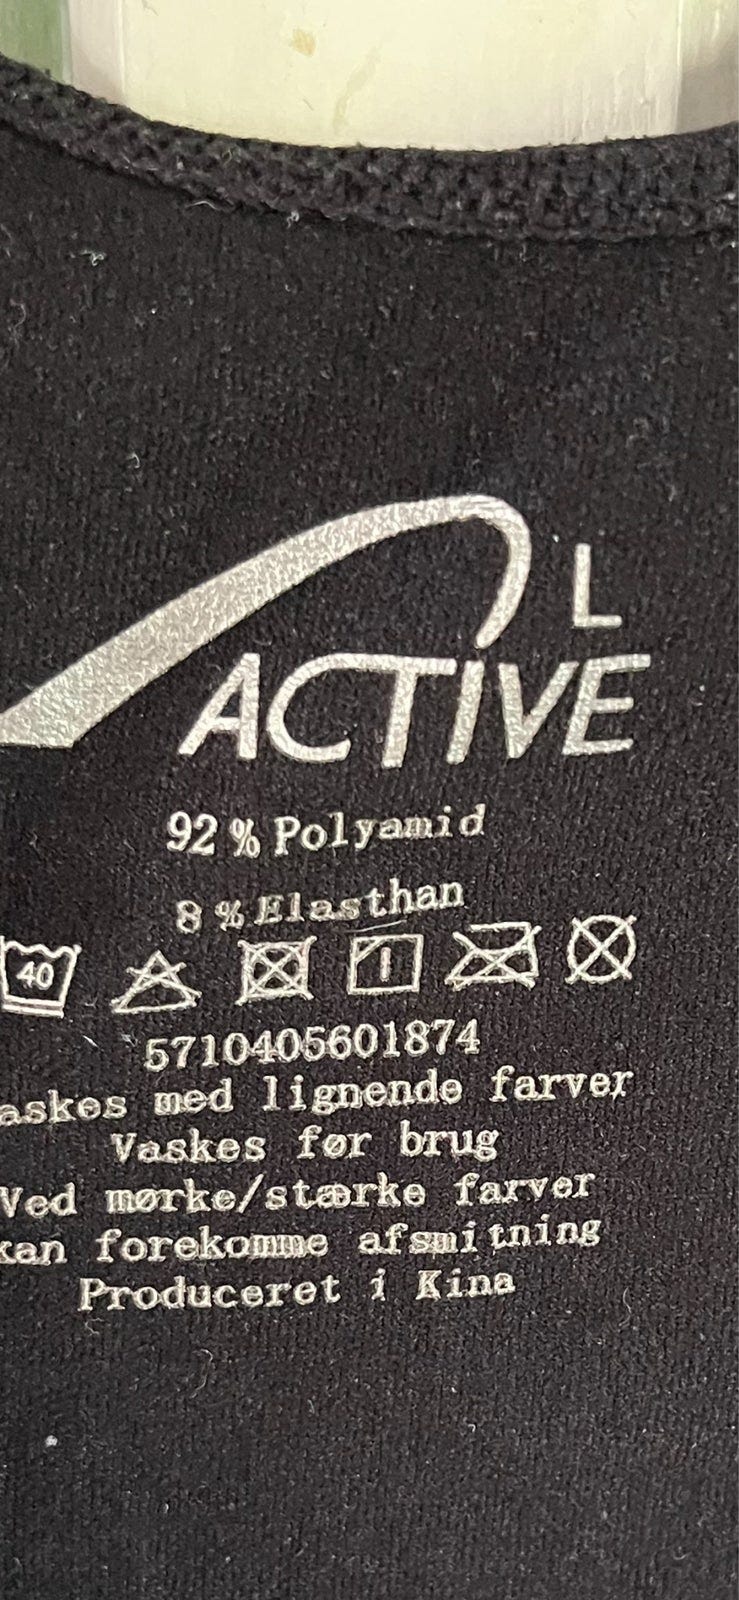 L
ACTIVE
92 % Polyamid
8 % Elasthan
40
5710405601874
askes med lignende farver
Vaskes før brug
Ved mørke/stærke farver
kan forekomme afsmitning
Produceret i Kina